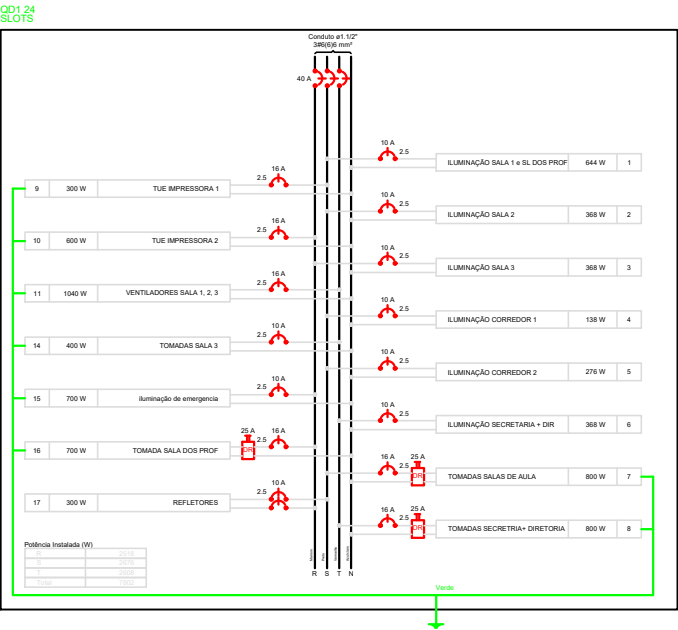 QD1 24
SLOTS
Conduto ø1.1/2"
3#6(6)6 mm²
40 A
10 A
2.5
ILUMINAÇÃO SALA 1 e SL DOS PROF 644 W 1
16 A
2.5
9 300 W TUE IMPRESSORA 1
10 A
2.5
ILUMINAÇÃO SALA 2 368 W 2
16 A
2.5
10 600 W TUE IMPRESSORA 2
10 A
2.5
ILUMINAÇÃO SALA 3 368 W 3
16 A
2.5
11 1040 W VENTILADORES SALA 1, 2, 3
10 A
2.5
ILUMINAÇÃO CORREDOR 1 138 W 4
10 A
2.5
14 400 W TOMADAS SALA 3
10 A
2.5
ILUMINAÇÃO CORREDOR 2 276 W 5
10 A
2.5
15 700 W iluminação de emergencia
10 A
2.5
ILUMINAÇÃO SECRETARIA + DIR 368 W 6
25 A 16 A
2.5
DR
16 700 W TOMADA SALA DOS PROF
16 A 25 A
2.5
DR
TOMADAS SALAS DE AULA 800 W 7
10 A
2.5
17 300 W REFLETORES
16 A 25 A
2.5
DR
TOMADAS SECRETRIA+ DIRETORIA 800 W 8
Potência Instalada (W)
R
S
T
Total
R S T N
Verde